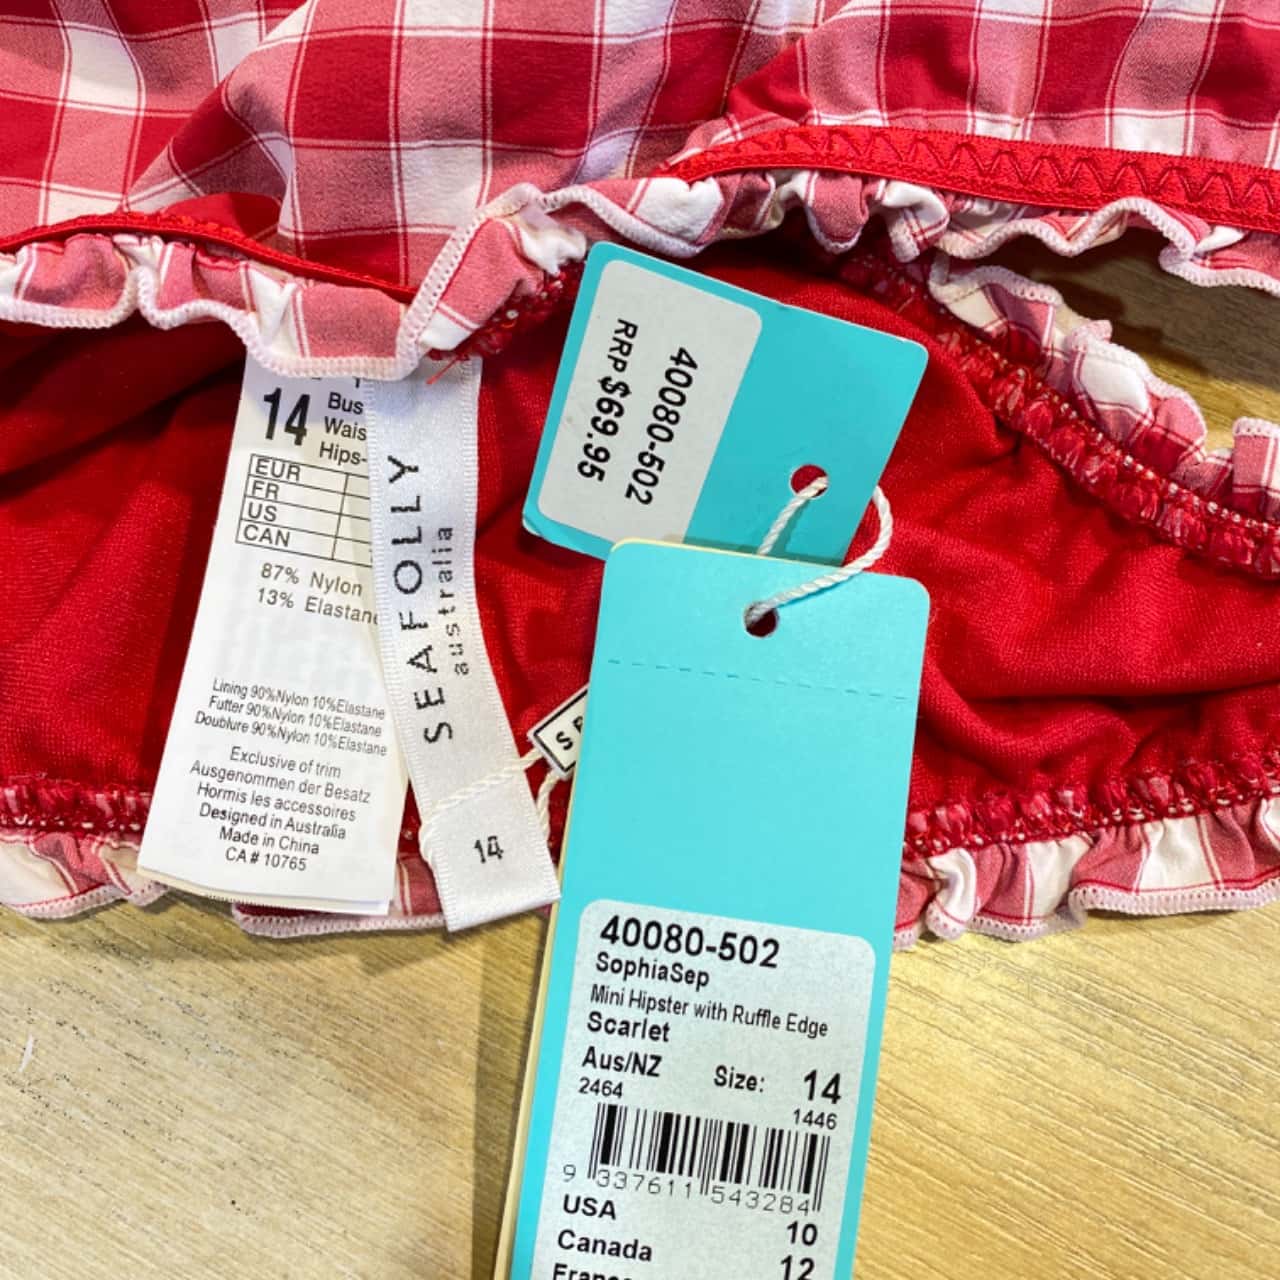 14
Bus
Wais
Hips-
EUR
FR
US
CAN
87% Nylon
13% Elastane
Lining 90%Nylon 10%Elastane
Futter 90%Nylon 10%Elastane
Doublure 90%Nylon 10%Elastane
Exclusive of trim
Ausgenommen der Besatz
Hormis les accessoires
Designed in Australia
Made in China
CA # 10765
SEAFOLLY
australia
14
40080-502
RRP $69.95
40080-502
SophiaSep
Mini Hipster with Ruffle Edge
Scarlet
Aus/NZ Size: 14
2464 1446
9 337611 543284
USA 10
Canada 12